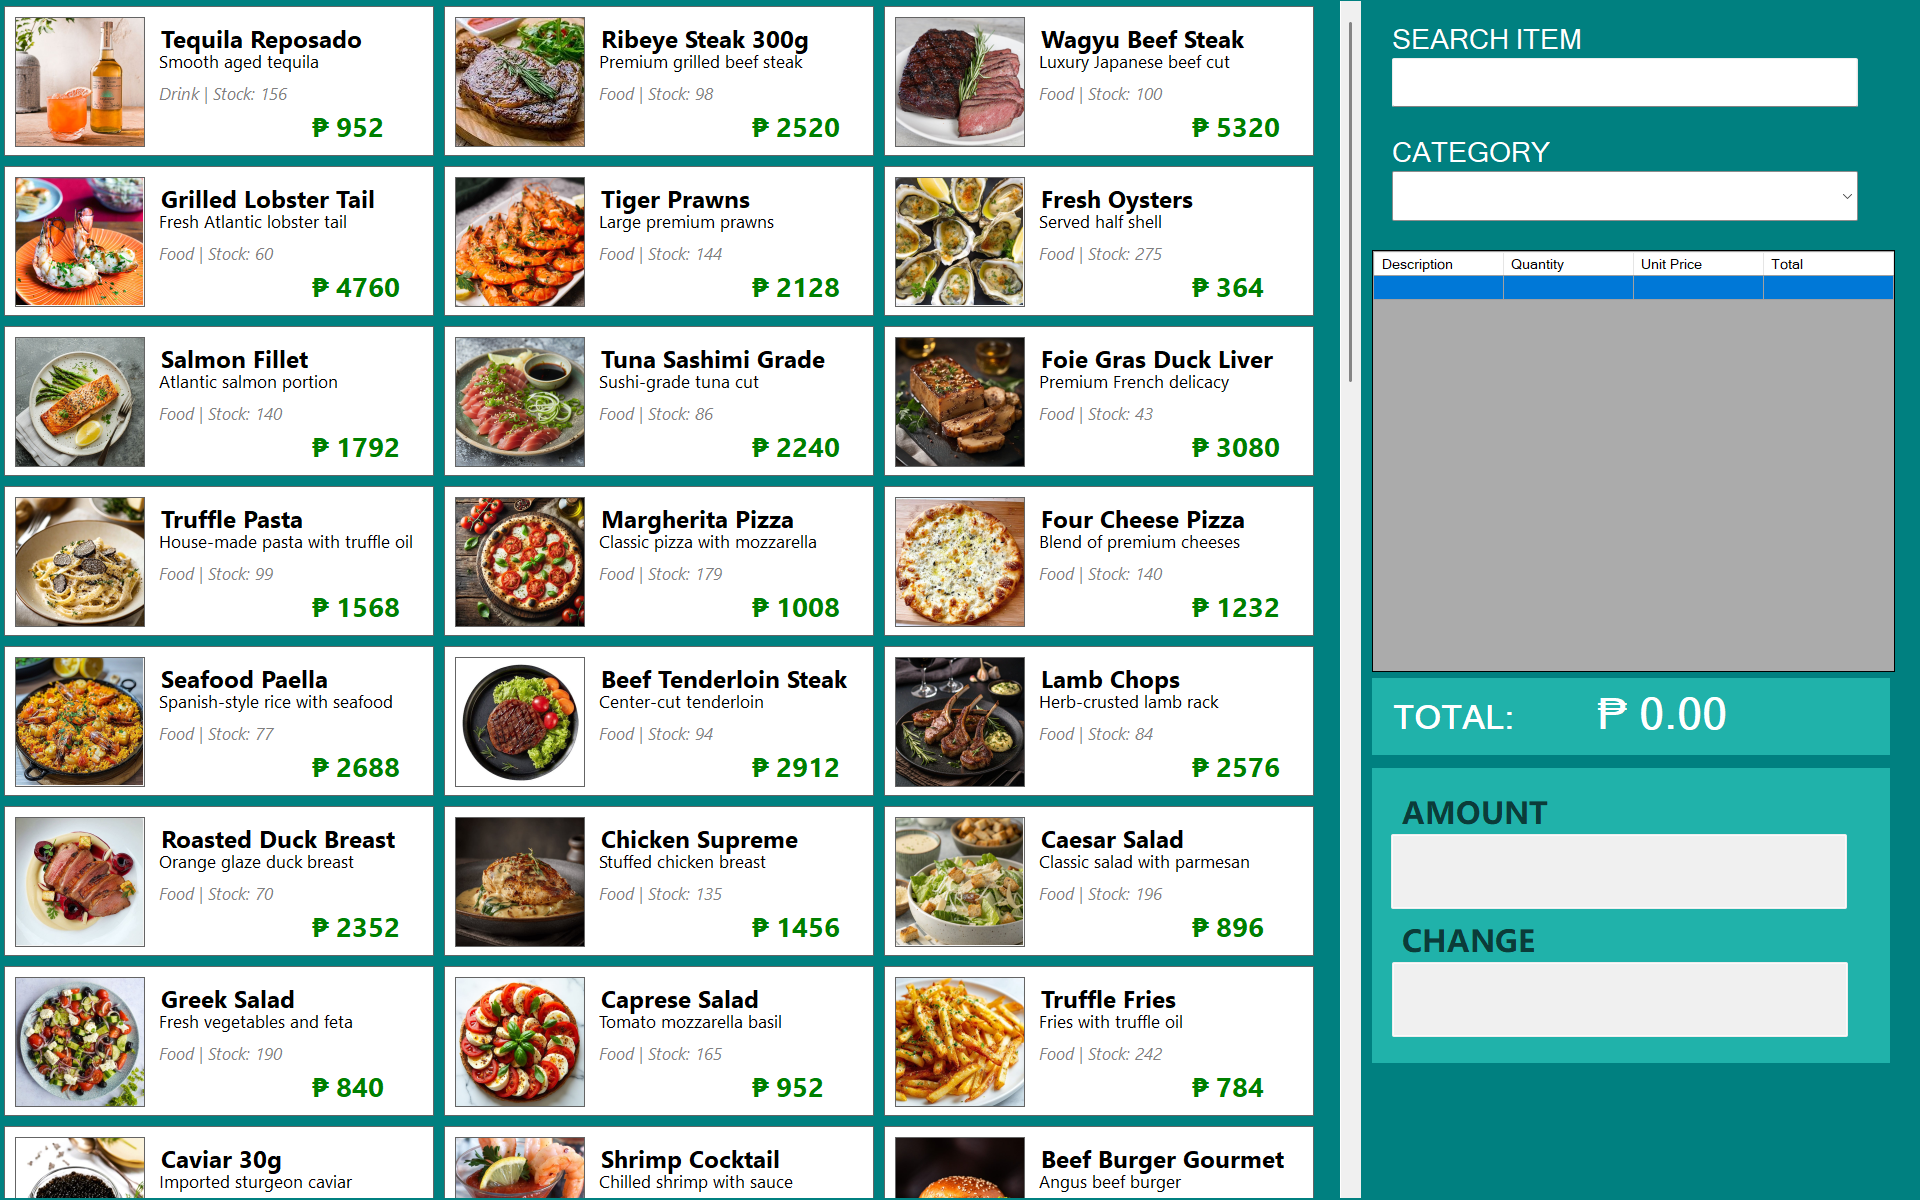 Tequila Reposado
Smooth aged tequila
Drink | Stock: 156
₱ 952
Ribeye Steak 300g
Premium grilled beef steak
Food | Stock: 98
₱ 2520
Wagyu Beef Steak
Luxury Japanese beef cut
Food | Stock: 100
₱ 5320
Grilled Lobster Tail
Fresh Atlantic lobster tail
Food | Stock: 60
₱ 4760
Tiger Prawns
Large premium prawns
Food | Stock: 144
₱ 2128
Fresh Oysters
Served half shell
Food | Stock: 275
₱ 364
Salmon Fillet
Atlantic salmon portion
Food | Stock: 140
₱ 1792
Tuna Sashimi Grade
Sushi-grade tuna cut
Food | Stock: 86
₱ 2240
Foie Gras Duck Liver
Premium French delicacy
Food | Stock: 43
₱ 3080
Truffle Pasta
House-made pasta with truffle oil
Food | Stock: 99
₱ 1568
Margherita Pizza
Classic pizza with mozzarella
Food | Stock: 179
₱ 1008
Four Cheese Pizza
Blend of premium cheeses
Food | Stock: 140
₱ 1232
Seafood Paella
Spanish-style rice with seafood
Food | Stock: 77
₱ 2688
Beef Tenderloin Steak
Center-cut tenderloin
Food | Stock: 94
₱ 2912
Lamb Chops
Herb-crusted lamb rack
Food | Stock: 84
₱ 2576
Roasted Duck Breast
Orange glaze duck breast
Food | Stock: 70
₱ 2352
Chicken Supreme
Stuffed chicken breast
Food | Stock: 135
₱ 1456
Caesar Salad
Classic salad with parmesan
Food | Stock: 196
₱ 896
Greek Salad
Fresh vegetables and feta
Food | Stock: 190
₱ 840
Caprese Salad
Tomato mozzarella basil
Food | Stock: 165
₱ 952
Truffle Fries
Fries with truffle oil
Food | Stock: 242
₱ 784
Caviar 30g
Imported sturgeon caviar
Shrimp Cocktail
Chilled shrimp with sauce
Beef Burger Gourmet
Angus beef burger
SEARCH ITEM
CATEGORY
Description Quantity Unit Price Total
TOTAL: ₱ 0.00
AMOUNT
CHANGE